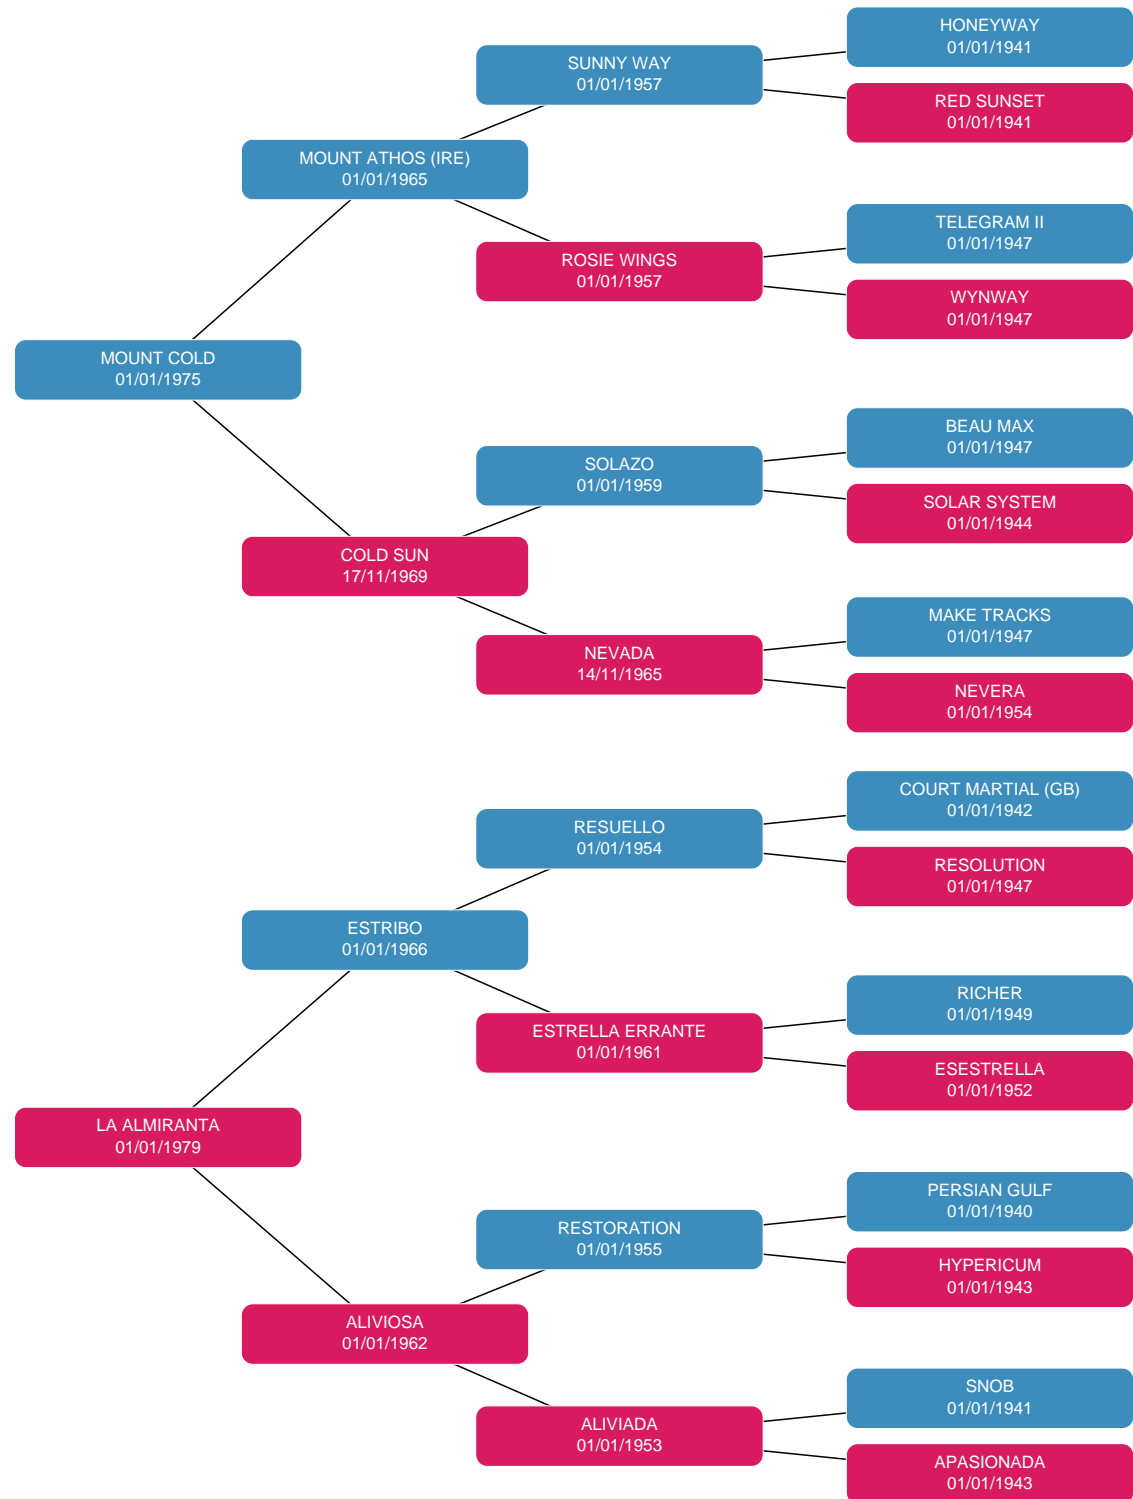 HONEYWAY
01/01/1941
SUNNY WAY
01/01/1957
RED SUNSET
01/01/1941
MOUNT ATHOS (IRE)
01/01/1965
TELEGRAM II
01/01/1947
ROSIE WINGS
01/01/1957
WYNWAY
01/01/1947
MOUNT COLD
01/01/1975
BEAU MAX
01/01/1947
SOLAZO
01/01/1959
SOLAR SYSTEM
01/01/1944
COLD SUN
17/11/1969
MAKE TRACKS
01/01/1947
NEVADA
14/11/1965
NEVERA
01/01/1954
COURT MARTIAL (GB)
01/01/1942
RESUELLO
01/01/1954
RESOLUTION
01/01/1947
ESTRIBO
01/01/1966
RICHER
01/01/1949
ESTRELLA ERRANTE
01/01/1961
ESESTRELLA
01/01/1952
LA ALMIRANTA
01/01/1979
PERSIAN GULF
01/01/1940
RESTORATION
01/01/1955
HYPERICUM
01/01/1943
ALIVIOSA
01/01/1962
SNOB
01/01/1941
ALIVIADA
01/01/1953
APASIONADA
01/01/1943